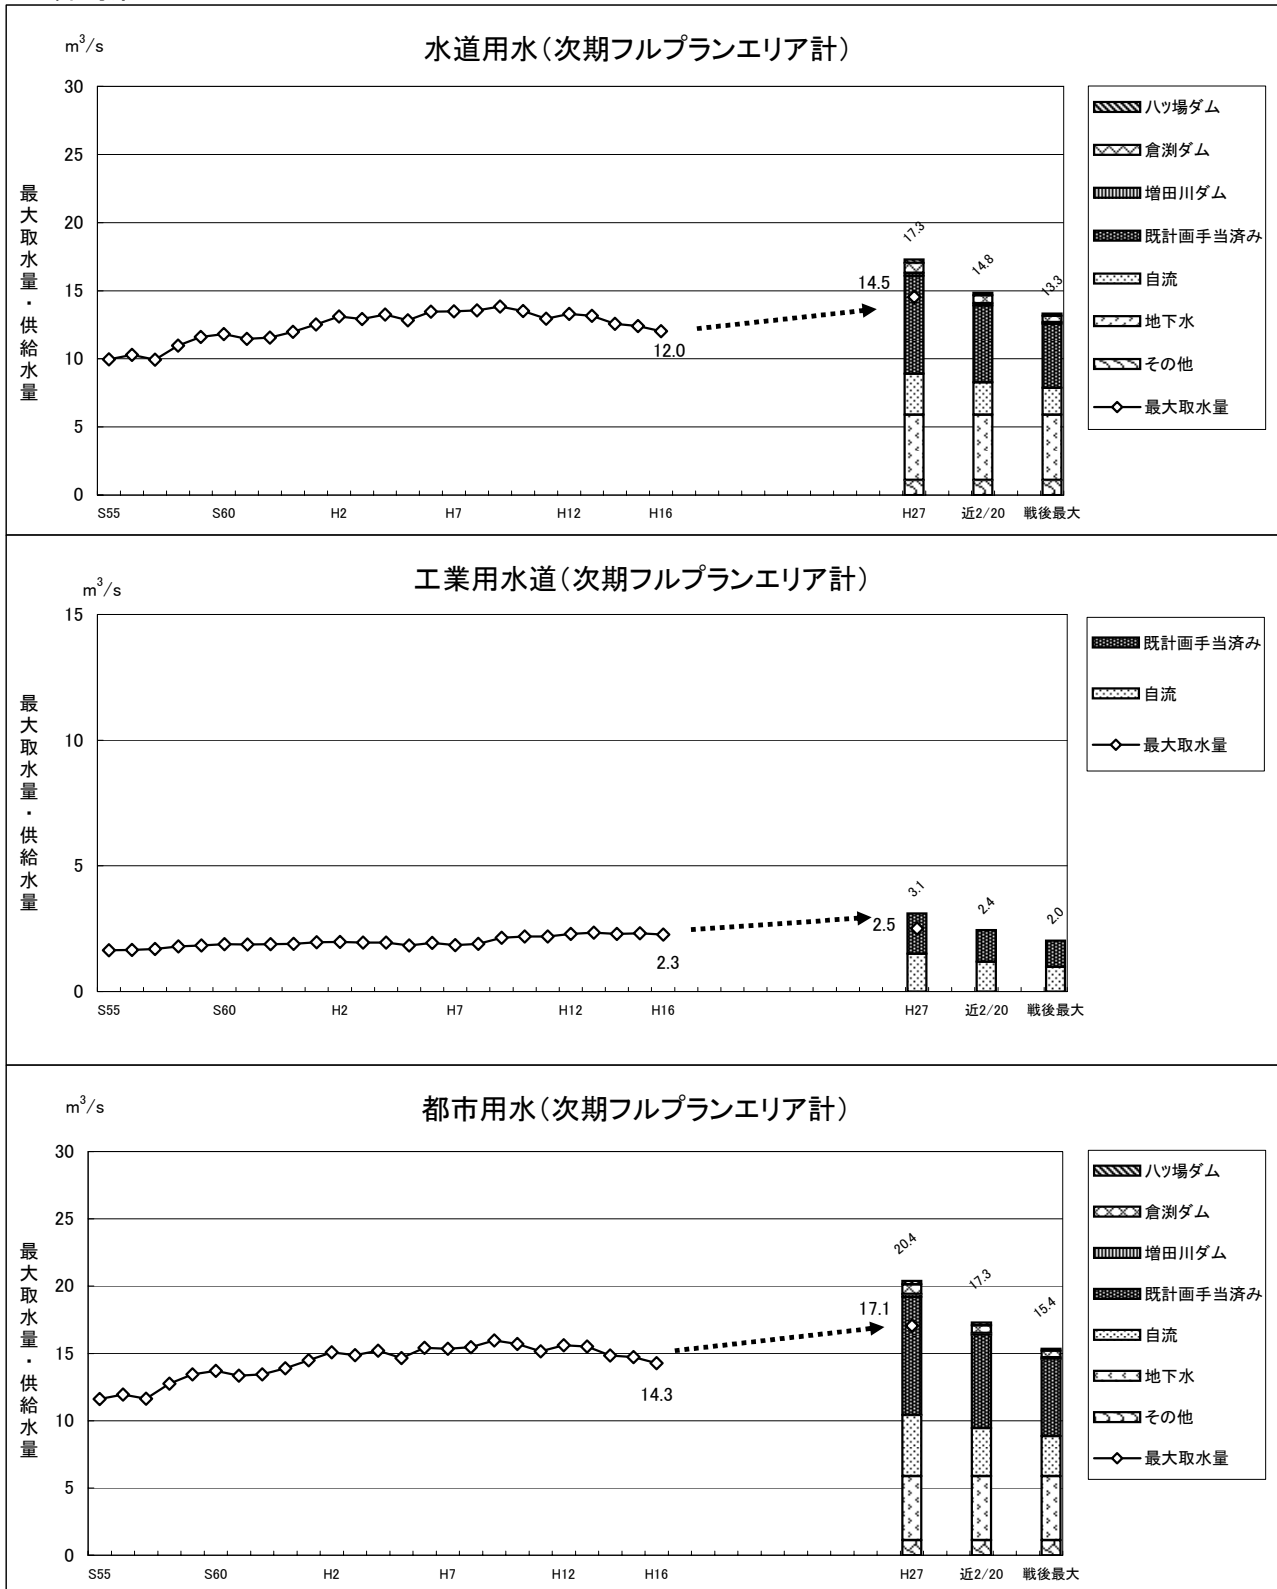 水道用水(次期フルプランエリア計)
m³/s
最大取水量・供給水量
30
25
20
15
10
5
0
S55 S60 H2 H7 H12 H16 H27 近2/20 戦後最大
12.0
14.5
17.3
14.8
13.3
八ッ場ダム
倉渕ダム
増田川ダム
既計画手当済み
自流
地下水
その他
最大取水量
工業用水道(次期フルプランエリア計)
m³/s
最大取水量・供給水量
15
10
5
0
S55 S60 H2 H7 H12 H16 H27 近2/20 戦後最大
2.3
2.5
3.1
2.4
2.0
既計画手当済み
自流
最大取水量
都市用水(次期フルプランエリア計)
m³/s
最大取水量・供給水量
30
25
20
15
10
5
0
S55 S60 H2 H7 H12 H16 H27 近2/20 戦後最大
14.3
17.1
20.4
17.3
15.4
八ッ場ダム
倉渕ダム
増田川ダム
既計画手当済み
自流
地下水
その他
最大取水量